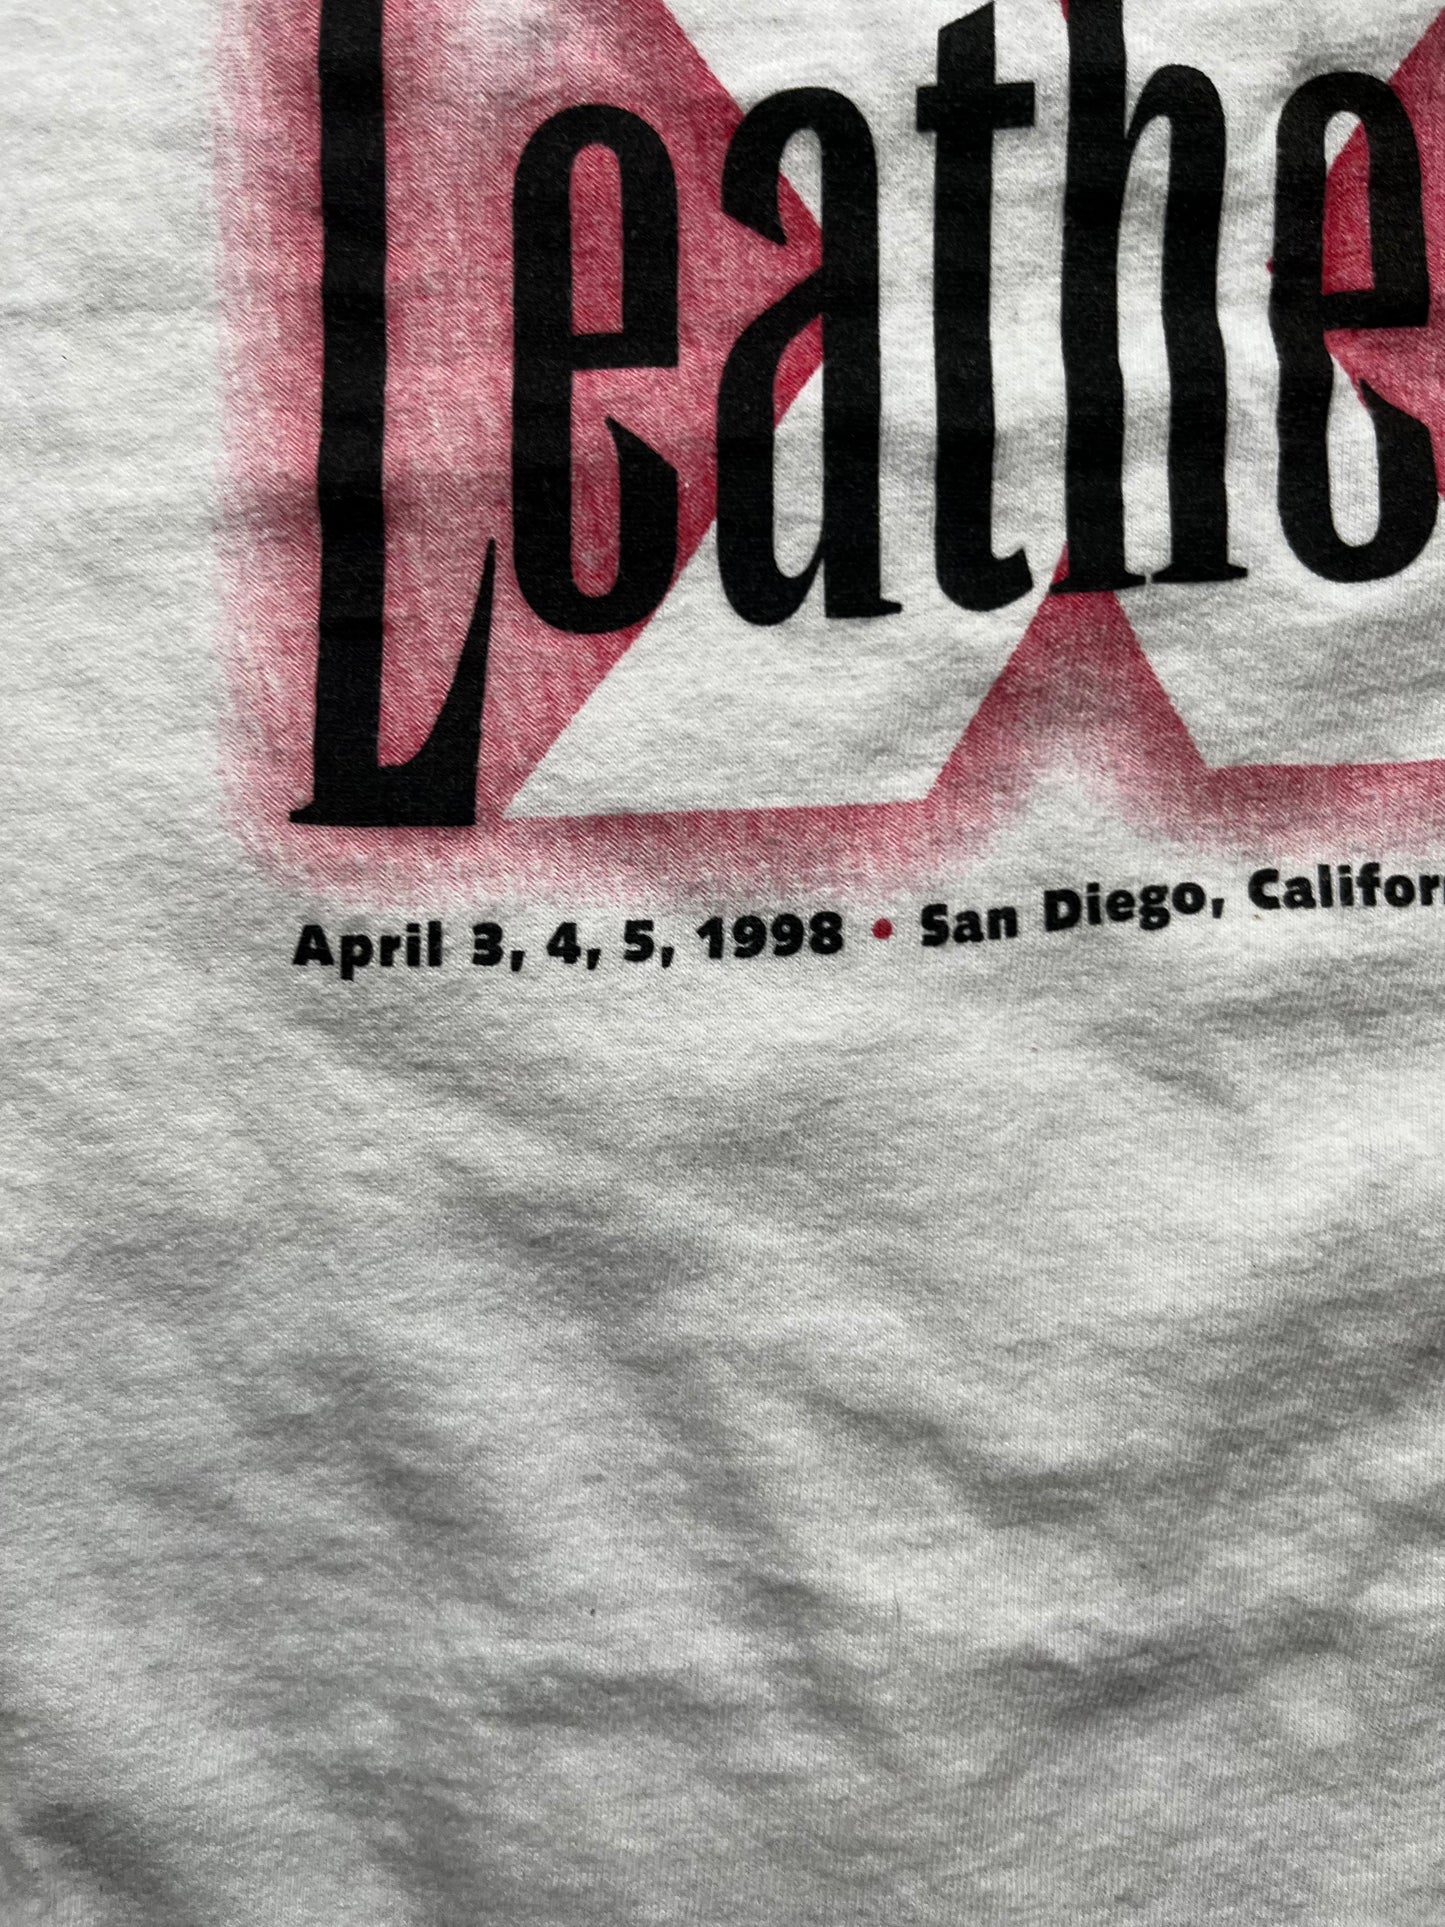 Leathe
April 3, 4, 5, 1998 • San Diego, Califor